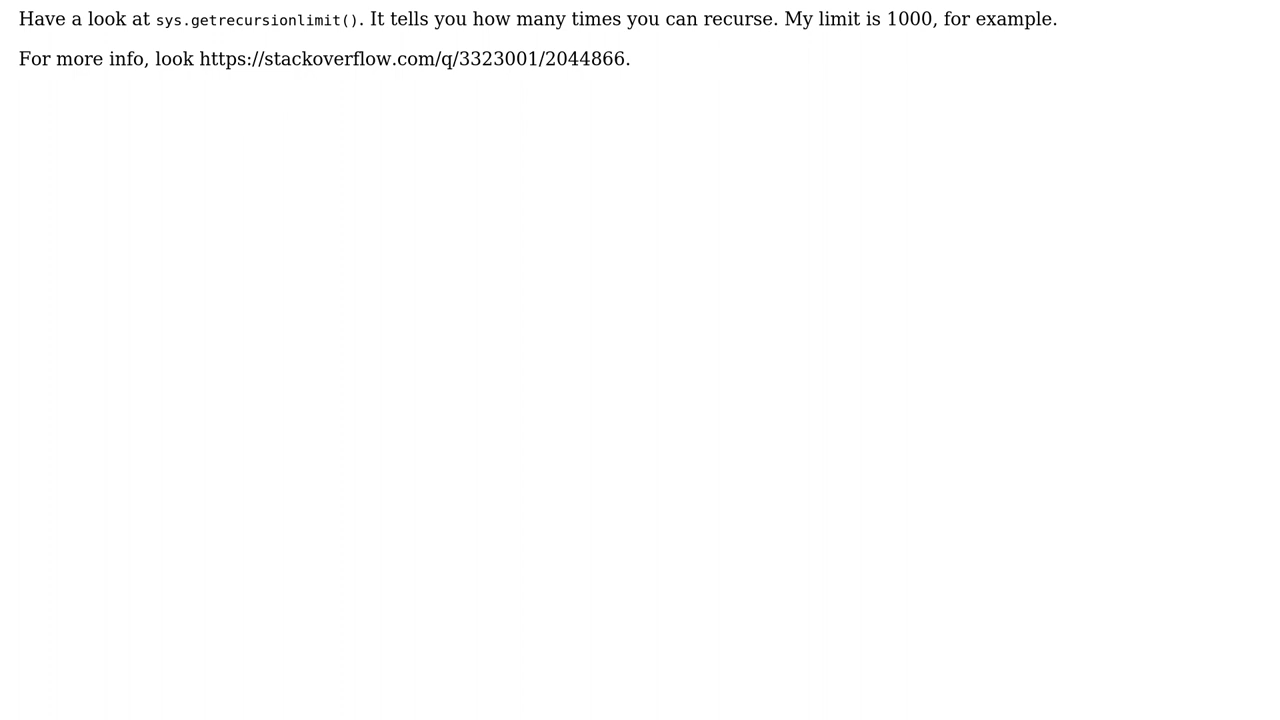 Have a look at sys.getrecursionlimit(). It tells you how many times you can recurse. My limit is 1000, for example.
For more info, look https://stackoverflow.com/q/3323001/2044866.